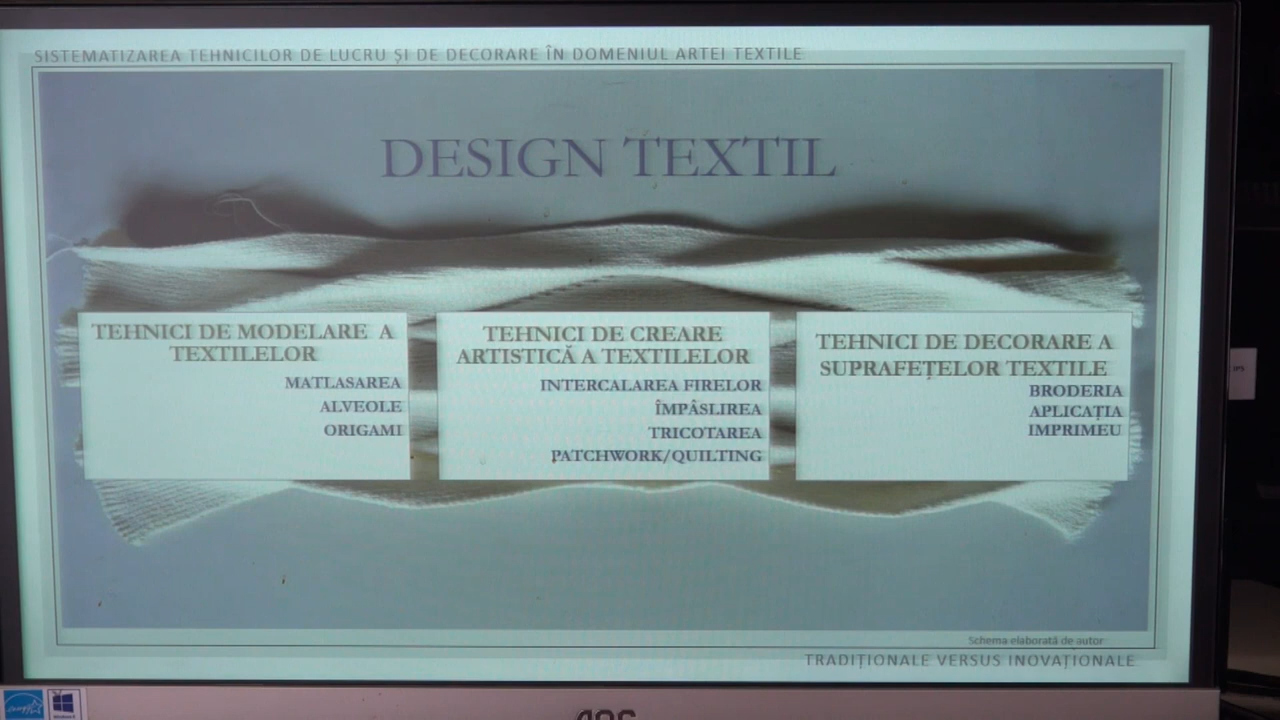 SISTEMATIZAREA TEHNICILOR DE LUCRU ȘI DE DECORARE ÎN DOMENIUL ARTEI TEXTILE
DESIGN TEXTIL
TEHNICI DE MODELARE A
TEXTILELOR
MATLASAREA
ALVEOLE
ORIGAMI
TEHNICI DE CREARE
ARTISTICĂ A TEXTILELOR
INTERCALAREA FIRELOR
ÎMPÂSLIREA
TRICOTAREA
PATCHWORK/QUILTING
TEHNICI DE DECORARE A
SUPRAFEȚELOR TEXTILE
BRODERIA
APLICAȚIA
IMPRIMEU
Schema elaborată de autor
TRADIȚIONALE VERSUS INOVAȚIONALE
AOC